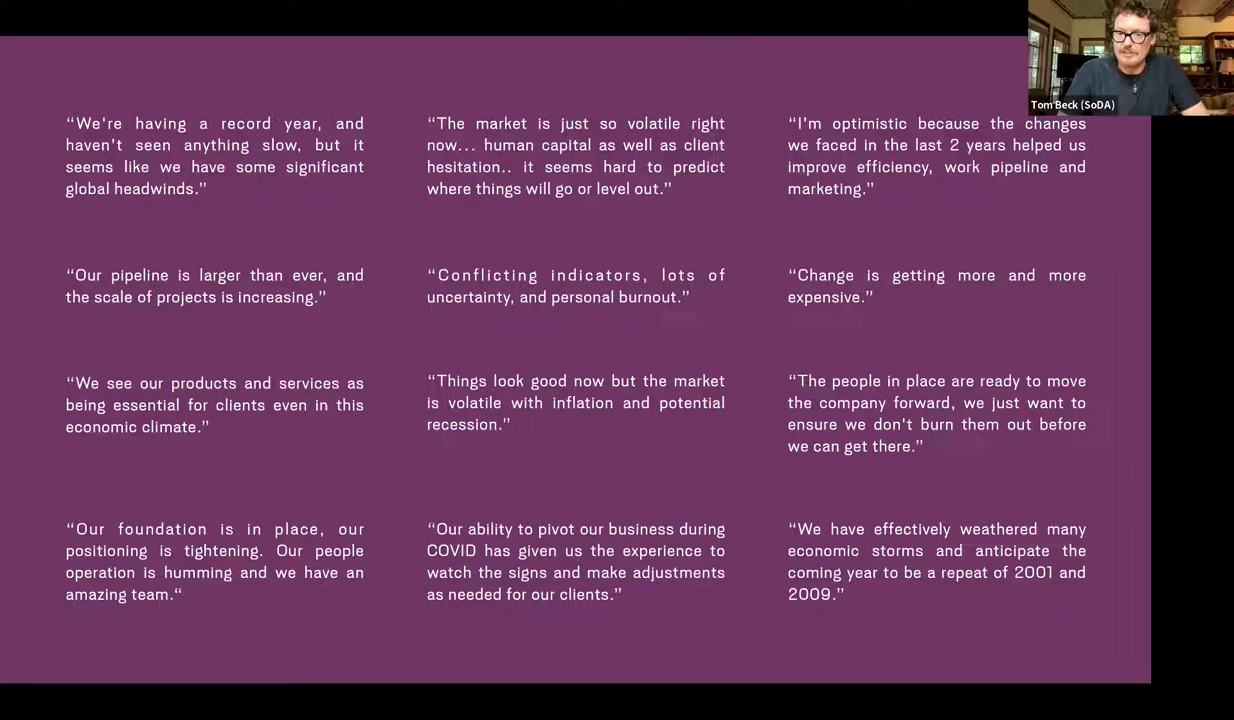 Tom Beck (SoDA)
“We're having a record year, and
haven't seen anything slow, but it
seems like we have some significant
global headwinds.”
“The market is just so volatile right
now... human capital as well as client
hesitation.. it seems hard to predict
where things will go or level out.”
“I'm optimistic because the changes
we faced in the last 2 years helped us
improve efficiency, work pipeline and
marketing.”
“Our pipeline is larger than ever, and
the scale of projects is increasing.”
“Conflicting indicators, lots of
uncertainty, and personal burnout.”
“Change is getting more and more
expensive.”
“We see our products and services as
being essential for clients even in this
economic climate.”
“Things look good now but the market
is volatile with inflation and potential
recession.”
“The people in place are ready to move
the company forward, we just want to
ensure we don't burn them out before
we can get there.”
“Our foundation is in place, our
positioning is tightening. Our people
operation is humming and we have an
amazing team.“
“Our ability to pivot our business during
COVID has given us the experience to
watch the signs and make adjustments
as needed for our clients.”
“We have effectively weathered many
economic storms and anticipate the
coming year to be a repeat of 2001 and
2009.”